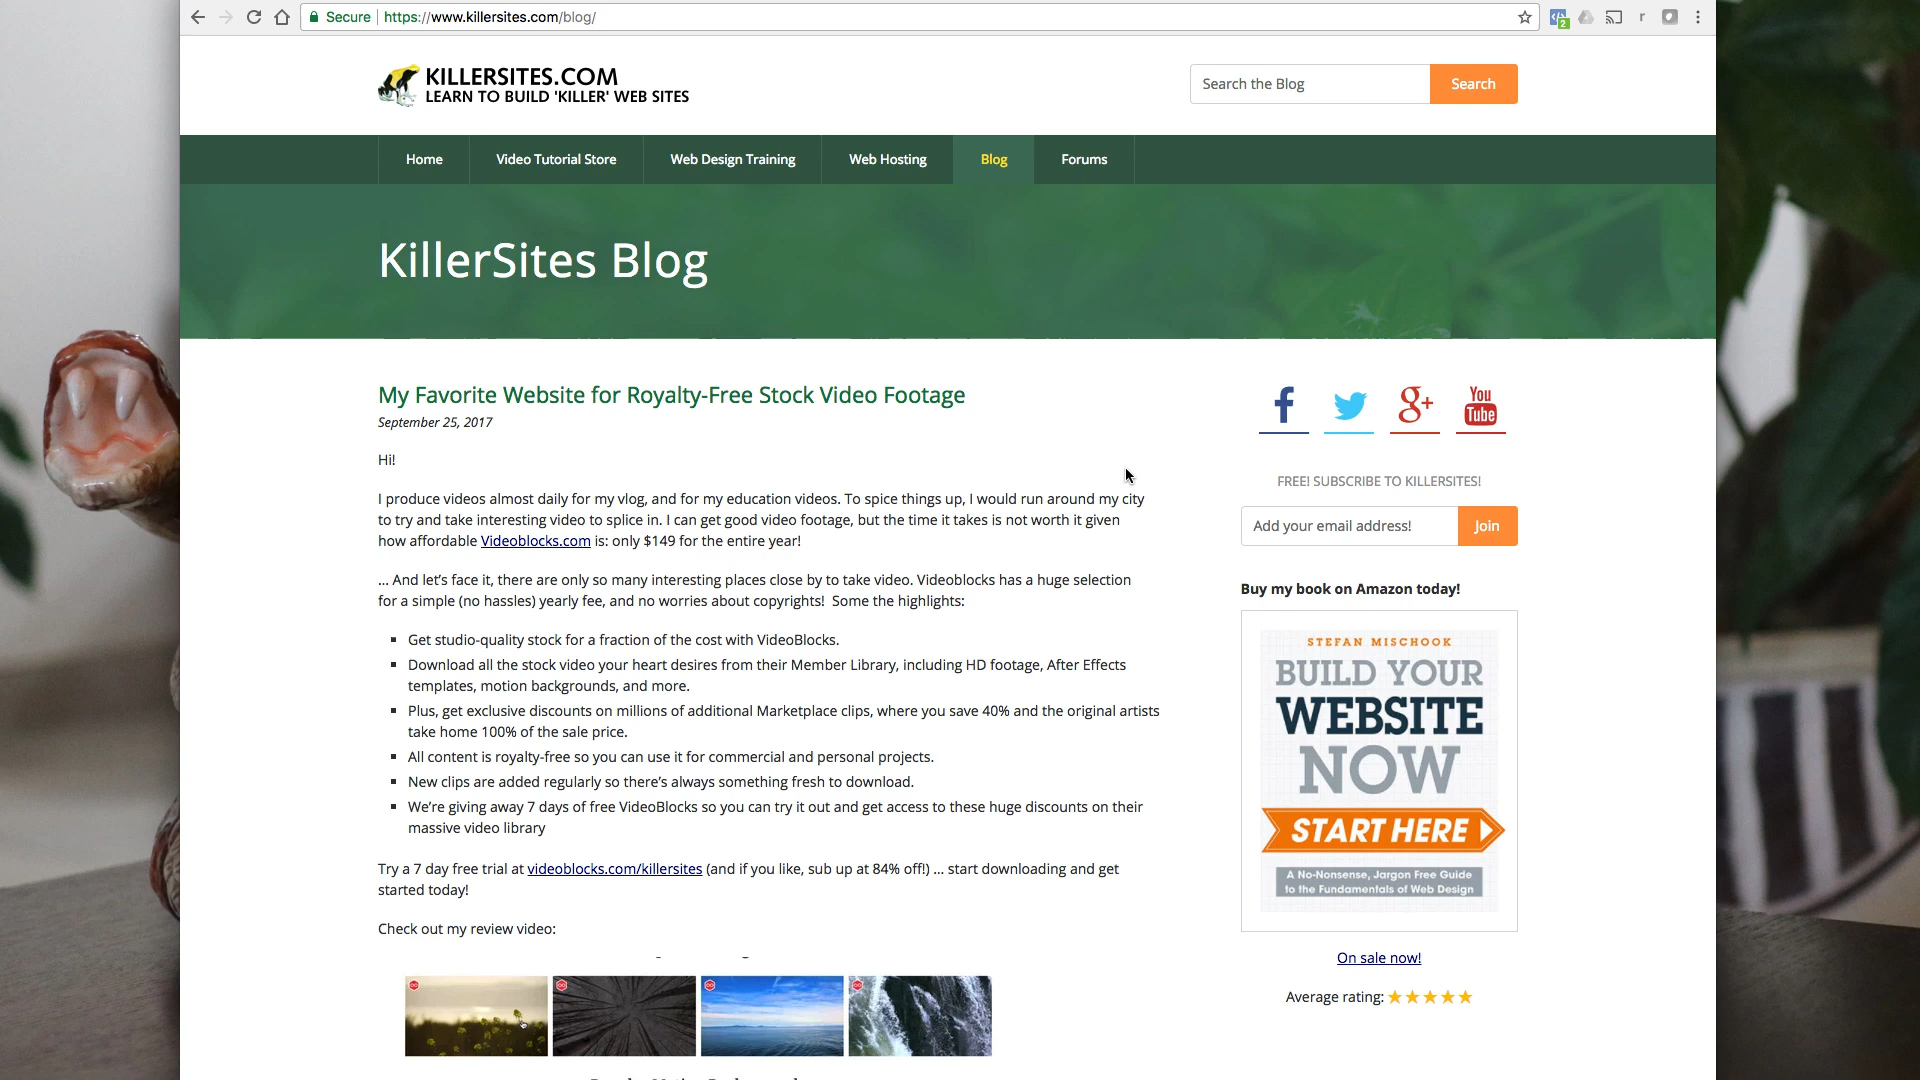 Secure https://www.killersites.com/blog/
2
r
KILLERSITES.COM
LEARN TO BUILD 'KILLER' WEB SITES
Search the Blog
Search
Home
Video Tutorial Store
Web Design Training
Web Hosting
Blog
Forums
KillerSites Blog
My Favorite Website for Royalty-Free Stock Video Footage
September 25, 2017
Hi!
I produce videos almost daily for my vlog, and for my education videos. To spice things up, I would run around my city
to try and take interesting video to splice in. I can get good video footage, but the time it takes is not worth it given
how affordable Videoblocks.com is: only $149 for the entire year!
... And let's face it, there are only so many interesting places close by to take video. Videoblocks has a huge selection
for a simple (no hassles) yearly fee, and no worries about copyrights! Some the highlights:
Get studio-quality stock for a fraction of the cost with VideoBlocks.
Download all the stock video your heart desires from their Member Library, including HD footage, After Effects
templates, motion backgrounds, and more.
Plus, get exclusive discounts on millions of additional Marketplace clips, where you save 40% and the original artists
take home 100% of the sale price.
All content is royalty-free so you can use it for commercial and personal projects.
New clips are added regularly so there's always something fresh to download.
We're giving away 7 days of free VideoBlocks so you can try it out and get access to these huge discounts on their
massive video library
Try a 7 day free trial at videoblocks.com/killersites (and if you like, sub up at 84% off!) ... start downloading and get
started today!
Check out my review video:
f
g+
You
Tube
FREE! SUBSCRIBE TO KILLERSITES!
Add your email address!
Join
Buy my book on Amazon today!
STEFAN MISCHOOK
BUILD YOUR
WEBSITE
NOW
START HERE
A No-Nonsense, Jargon Free Guide
to the Fundamentals of Web Design
On sale now!
Average rating: